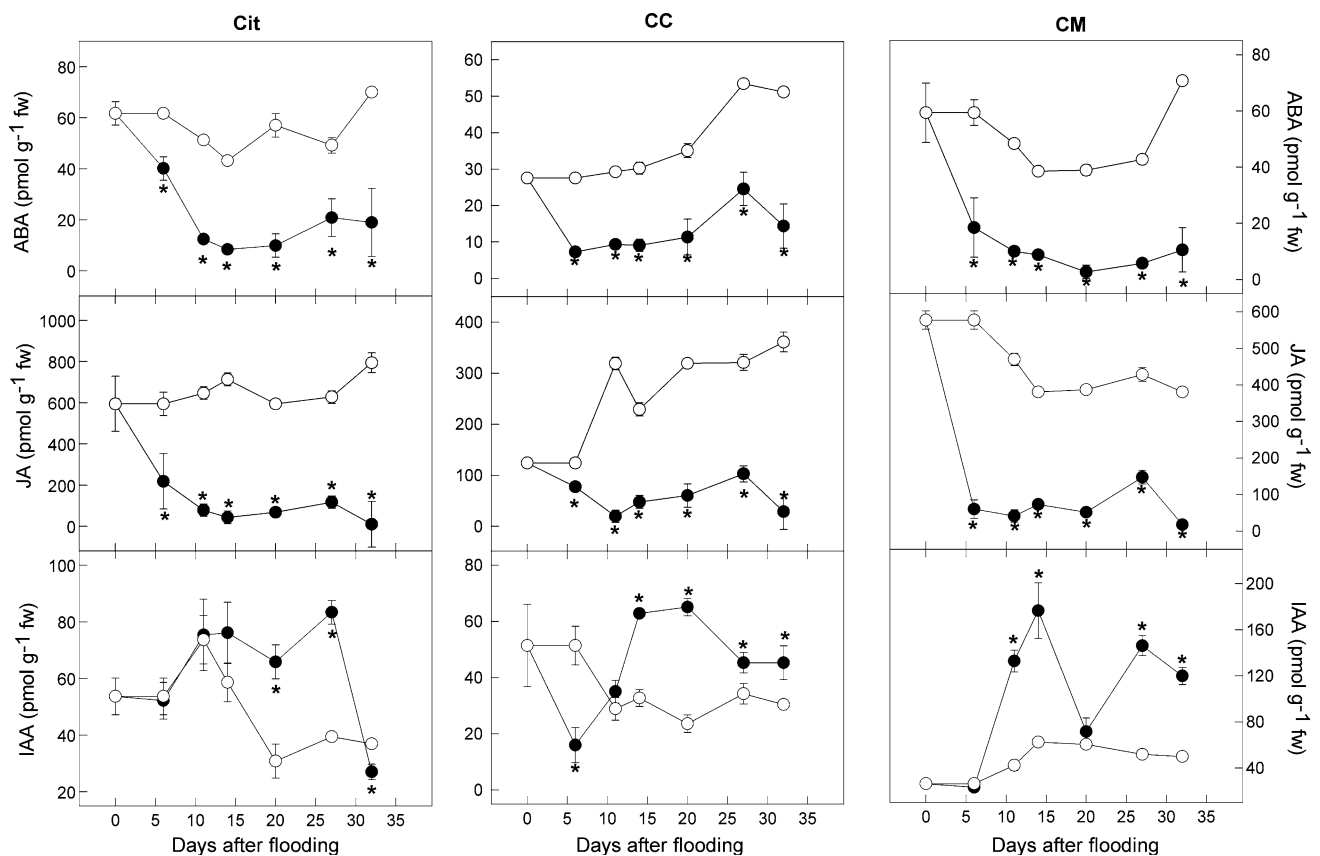 Cit
CC
CM
80
60
40
20
0
ABA (pmol g⁻¹ fw)
* * * * * *
60
50
40
30
20
10
0
* * * * * *
80
60
40
20
0
ABA (pmol g⁻¹ fw)
* * * * * *
1000
800
600
400
200
0
JA (pmol g⁻¹ fw)
* * * * * *
400
300
200
100
0
* * * * * *
600
500
400
300
200
100
0
JA (pmol g⁻¹ fw)
* * * * * *
100
80
60
40
20
IAA (pmol g⁻¹ fw)
* * *
80
60
40
20
0
* * * * *
200
160
120
80
40
IAA (pmol g⁻¹ fw)
* * * *
0 5 10 15 20 25 30 35
0 5 10 15 20 25 30 35
0 5 10 15 20 25 30 35
Days after flooding
Days after flooding
Days after flooding